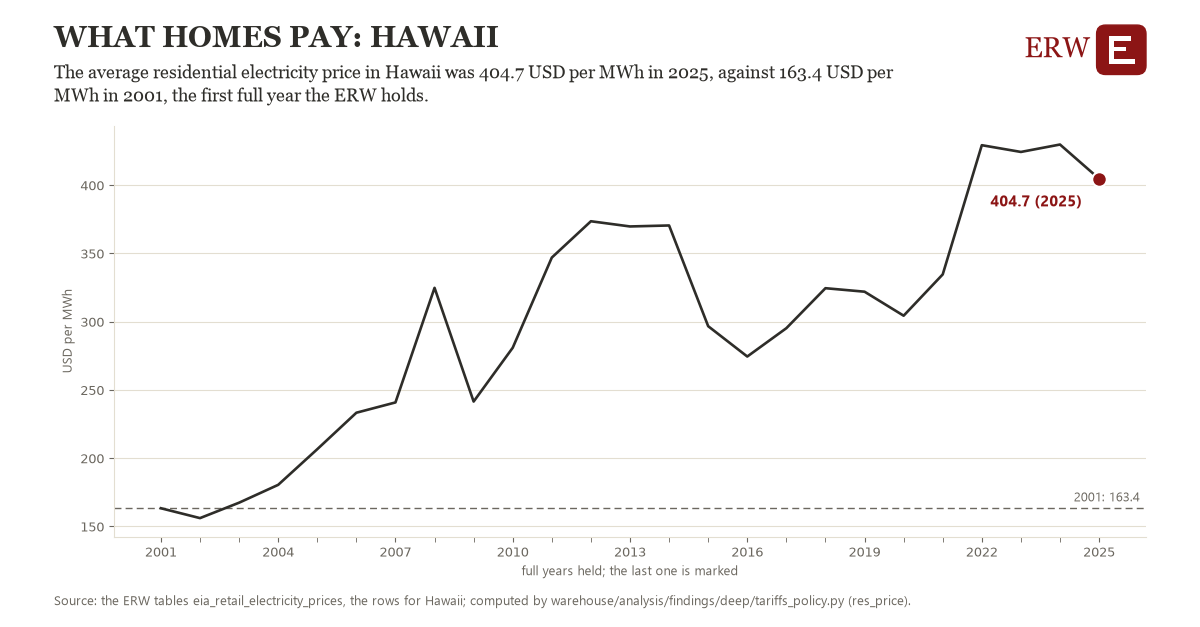 WHAT HOMES PAY: HAWAII
ERW E
The average residential electricity price in Hawaii was 404.7 USD per MWh in 2025, against 163.4 USD per
MWh in 2001, the first full year the ERW holds.
400
350
300
250
200
150
USD per MWh
404.7 (2025)
2001: 163.4
2001 2004 2007 2010 2013 2016 2019 2022 2025
full years held; the last one is marked
Source: the ERW tables eia_retail_electricity_prices, the rows for Hawaii; computed by warehouse/analysis/findings/deep/tariffs_policy.py (res_price).